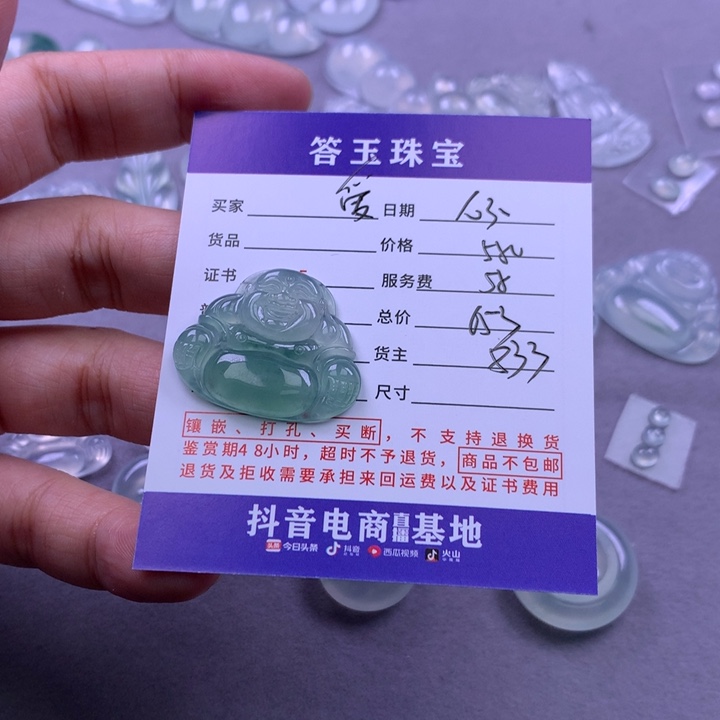 答玉珠宝
买家 日期
货品 价格 580
证书 服务费 58
总价
货主 833
尺寸
镶嵌、打孔、买断，不支持退换货
鉴赏期48小时，超时不予退货，商品不包邮
退货及拒收需要承担来回运费以及证书费用
抖音电商直播基地
头条 今日头条 抖音 西瓜视频 火山